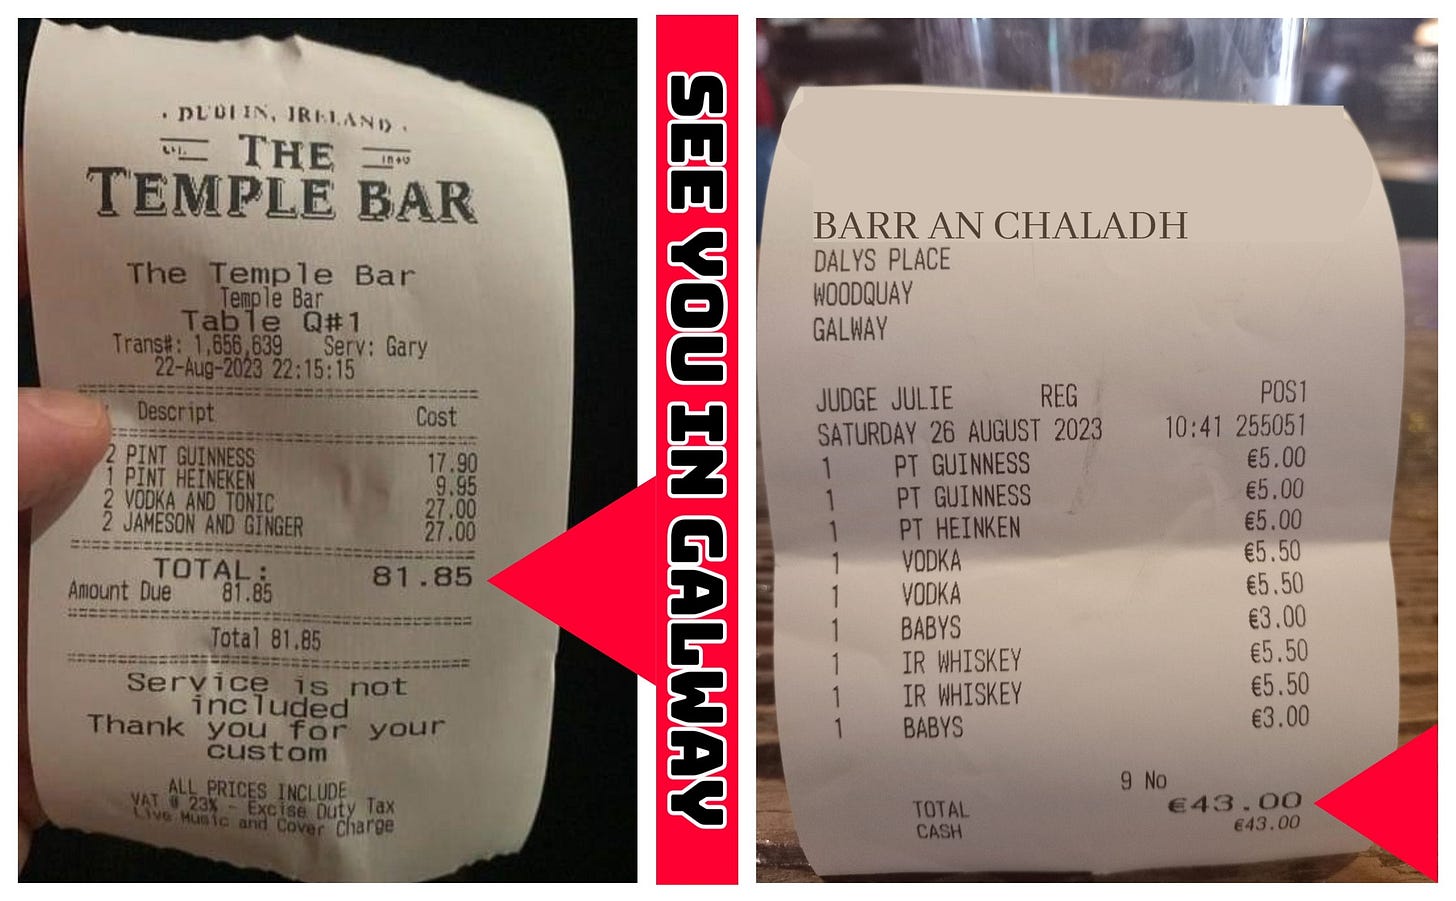 DUBLIN, IRELAND
THE
TEMPLE BAR
The Temple Bar
Temple Bar
Table Q#1
Trans#: 1,656,639 Serv: Gary
22-Aug-2023 22:15:15
Descript Cost
2 PINT GUINNESS 17.90
1 PINT HEINEKEN 9.95
2 VODKA AND TONIC 27.00
2 JAMESON AND GINGER 27.00
TOTAL: 81.85
Amount Due 81.85
Total 81.85
Service is not
included
Thank you for your
custom
ALL PRICES INCLUDE
VAT @ 23% - Excise Duty Tax
Live Music and Cover Charge
SEE YOU IN GALWAY
BARR AN CHALADH
DALYS PLACE
WOODQUAY
GALWAY
JUDGE JULIE REG POS1
SATURDAY 26 AUGUST 2023 10:41 255051
1 PT GUINNESS €5.00
1 PT GUINNESS €5.00
1 PT HEINKEN €5.00
1 VODKA €5.50
1 VODKA €5.50
1 BABYS €3.00
1 IR WHISKEY €5.50
1 IR WHISKEY €5.50
1 BABYS €3.00
9 No
TOTAL €43.00
CASH €43.00